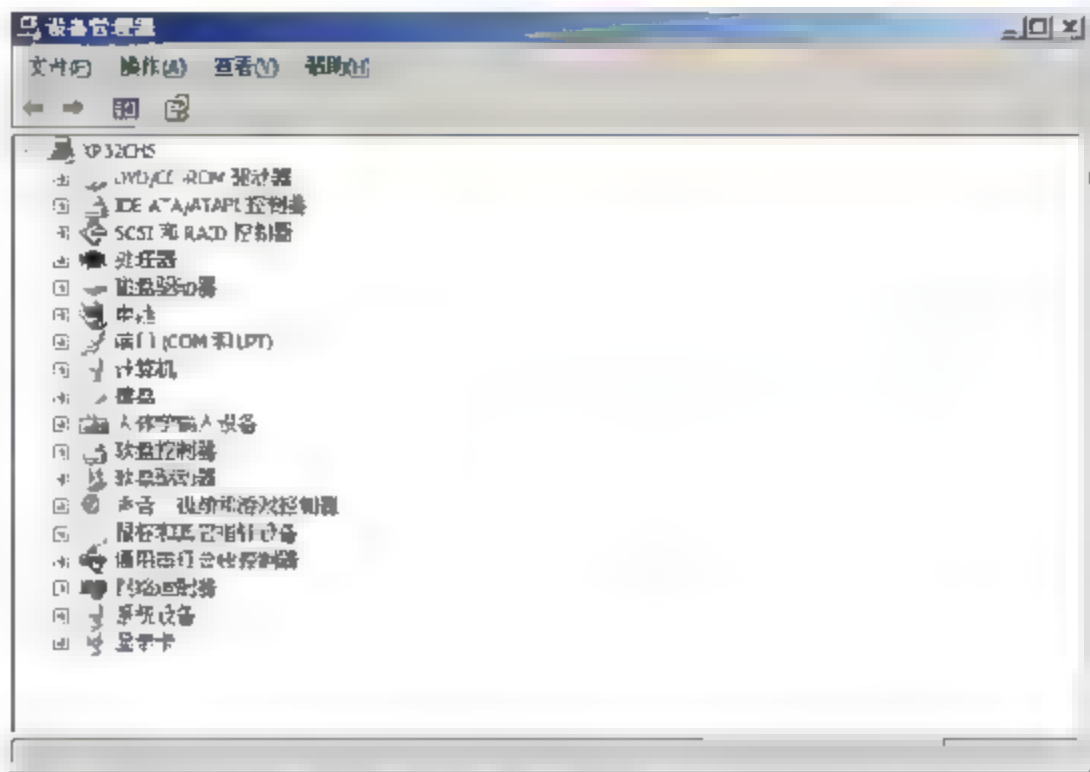 设备管理器
文件(F) 操作(A) 查看(V) 帮助(H)
XP32CHS
DVD/CD-ROM 驱动器
IDE ATA/ATAPI 控制器
SCSI 和 RAID 控制器
处理器
磁盘驱动器
电池
端口 (COM 和 LPT)
计算机
键盘
人体学输入设备
软盘控制器
软盘驱动器
声音、视频和游戏控制器
鼠标和其它指针设备
通用串行总线控制器
网络适配器
系统设备
显示卡